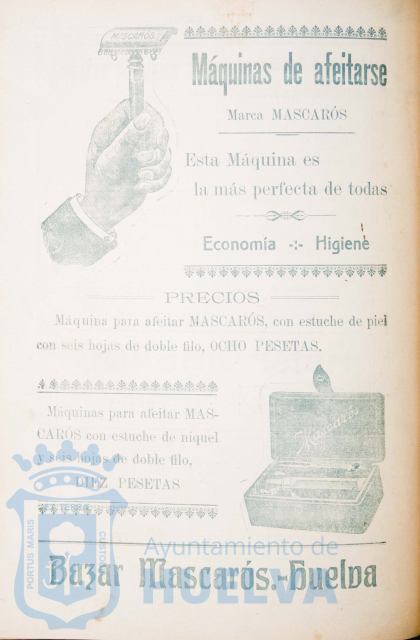 MASCARÓS
Máquinas de afeitarse
Marca MASCARÓS
Esta Máquina es
la más perfecta de todas
Economía -:- Higiene
PRECIOS
Máquina para afeitar MASCARÓS, con estuche de piel
con seis hojas de doble filo, OCHO PESETAS.
Máquinas para afeitar MAS-
CARÓS con estuche de níquel
y seis hojas de doble filo,
DIEZ PESETAS
Mascarós
Bazar Mascarós.-Huelva
PORTUS MARIS
CUSTO
Ayuntamiento de
HUELVA